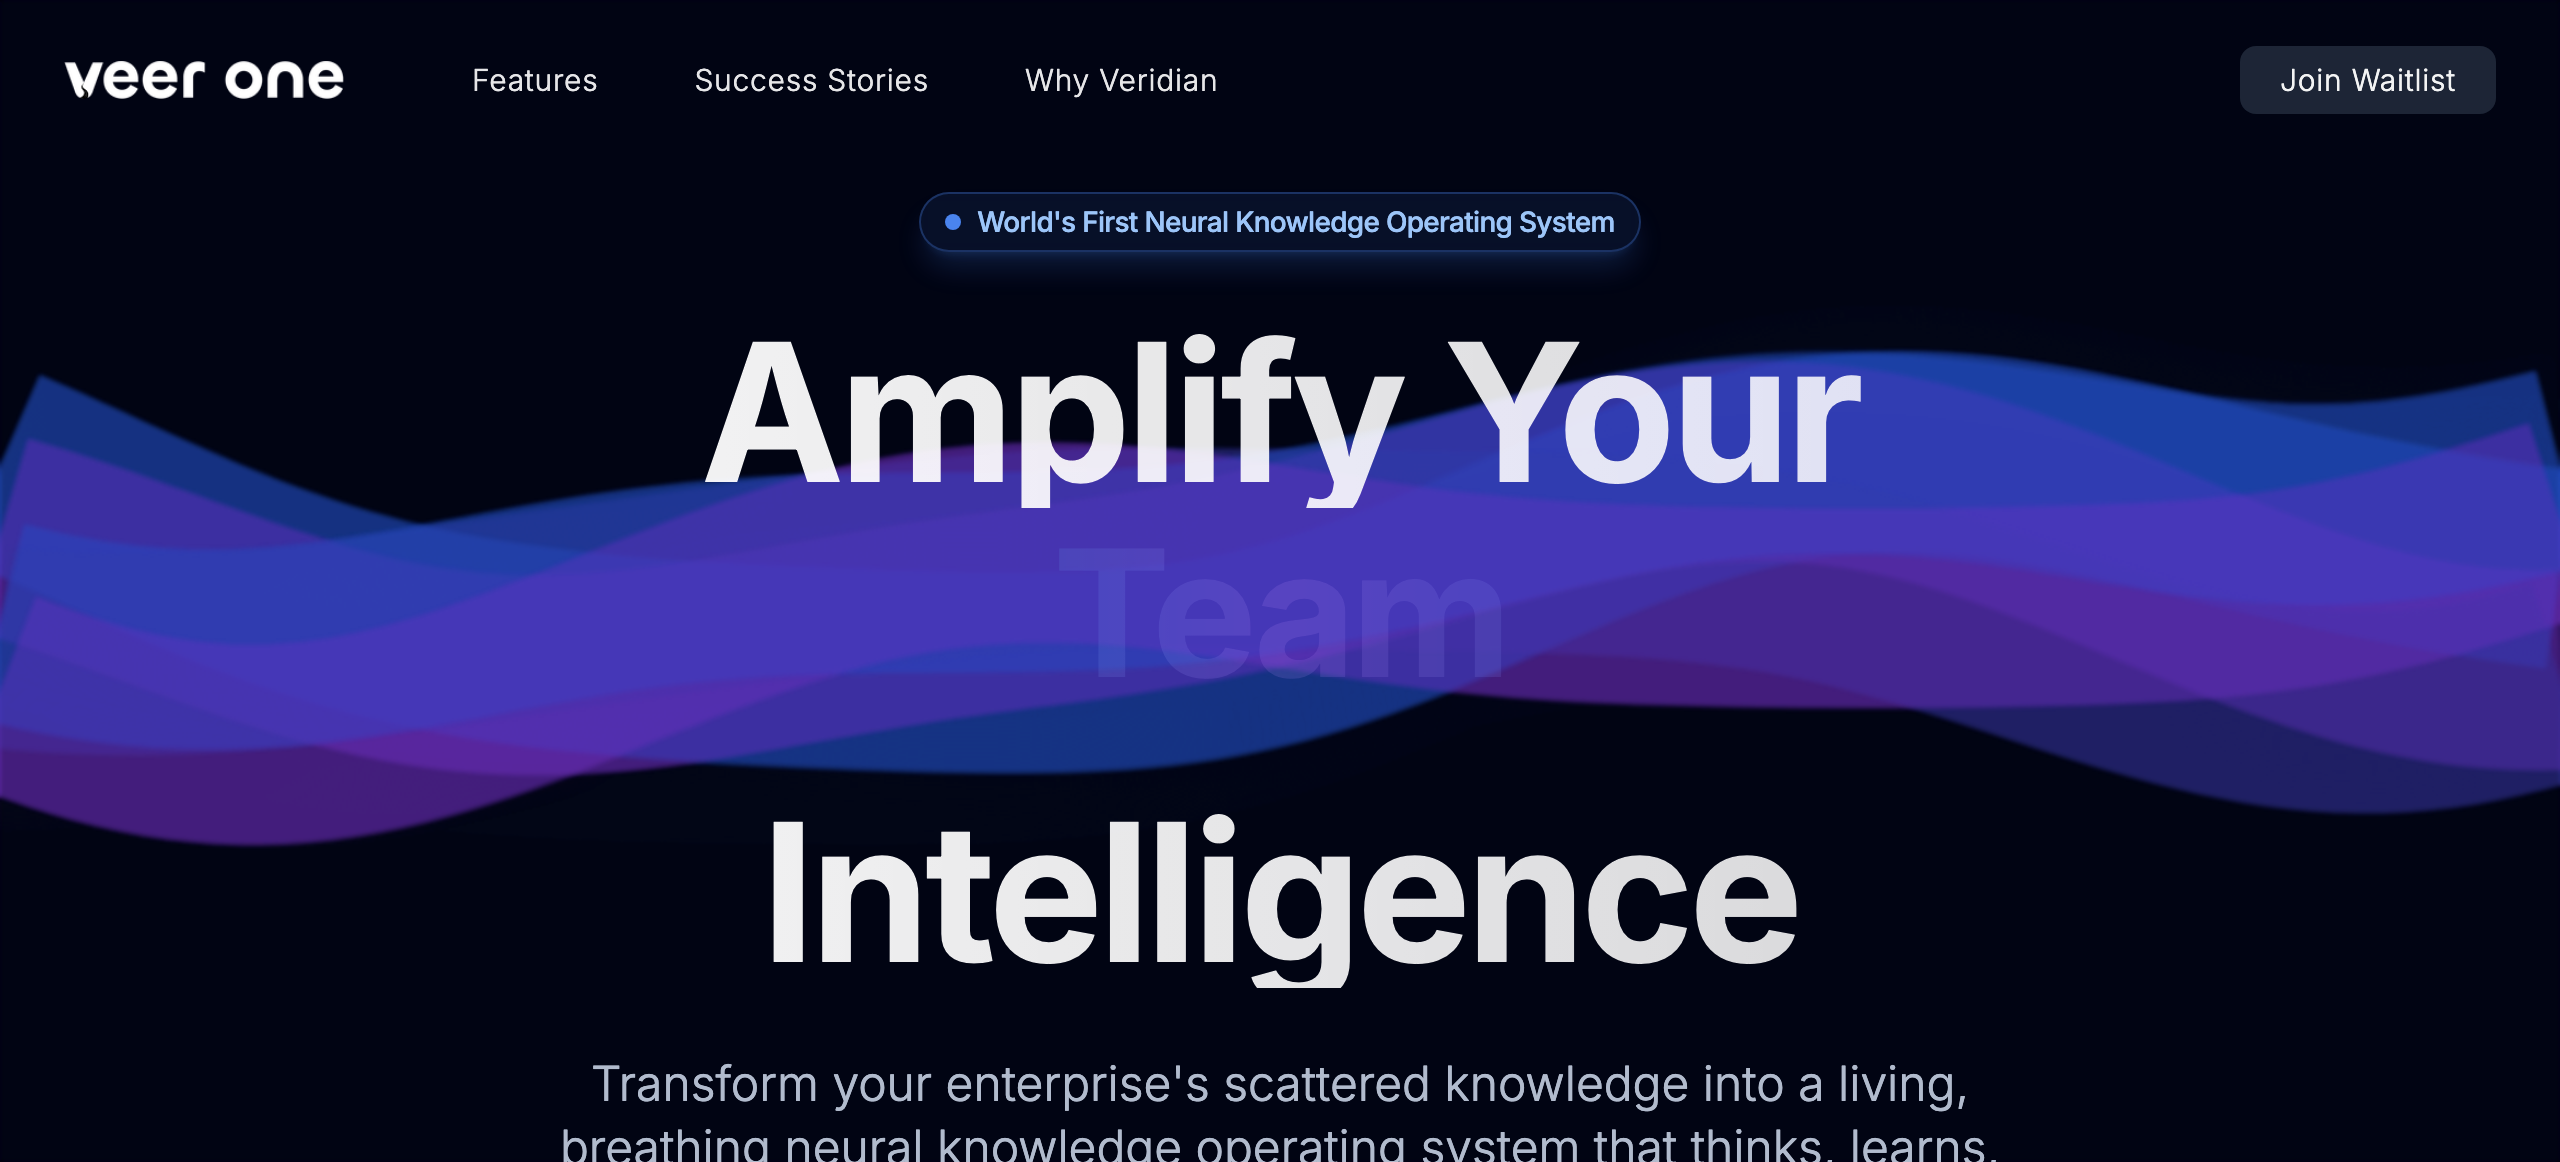 veer one
Features
Success Stories
Why Veridian
Join Waitlist
World's First Neural Knowledge Operating System
Amplify Your
Team
Intelligence
Transform your enterprise's scattered knowledge into a living,
breathing neural knowledge operating system that thinks, learns,